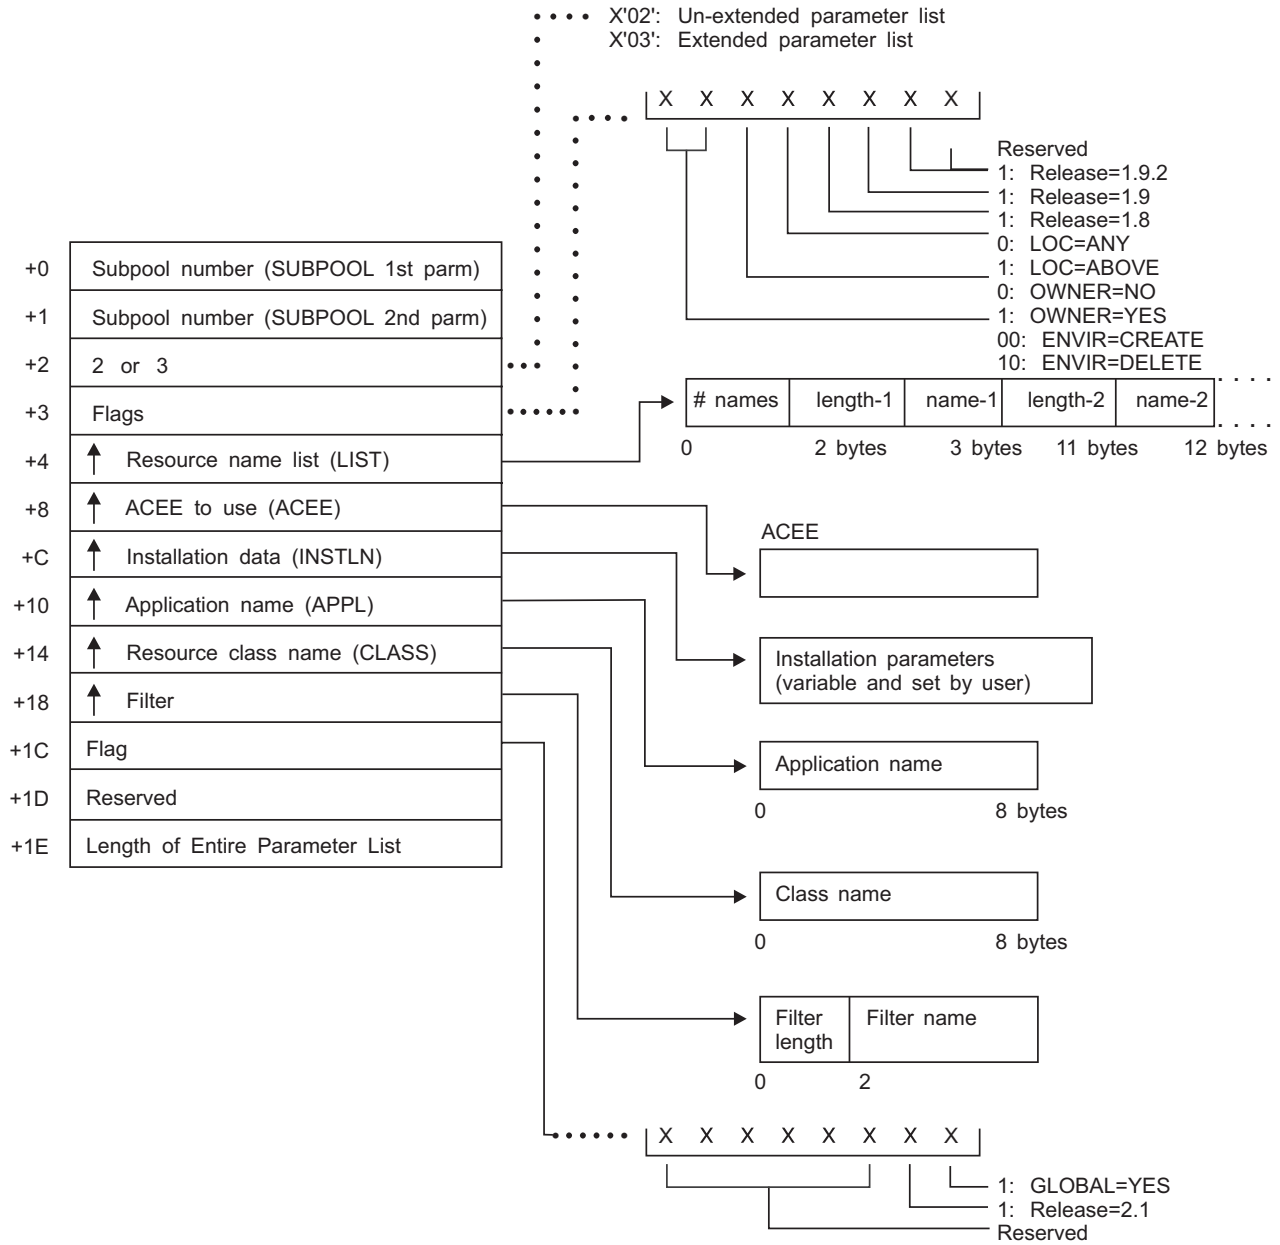 X'02': Un-extended parameter list
X'03': Extended parameter list
X X X X X X X X
Reserved
1: Release=1.9.2
1: Release=1.9
1: Release=1.8
0: LOC=ANY
1: LOC=ABOVE
0: OWNER=NO
1: OWNER=YES
00: ENVIR=CREATE
10: ENVIR=DELETE
+0 Subpool number (SUBPOOL 1st parm)
+1 Subpool number (SUBPOOL 2nd parm)
+2 2 or 3
+3 Flags
+4 Resource name list (LIST)
+8 ACEE to use (ACEE)
+C Installation data (INSTLN)
+10 Application name (APPL)
+14 Resource class name (CLASS)
+18 Filter
+1C Flag
+1D Reserved
+1E Length of Entire Parameter List
# names length-1 name-1 length-2 name-2
0 2 bytes 3 bytes 11 bytes 12 bytes
ACEE
Installation parameters
(variable and set by user)
Application name
0 8 bytes
Class name
0 8 bytes
Filter length
Filter name
0 2
X X X X X X X X
1: GLOBAL=YES
1: Release=2.1
Reserved